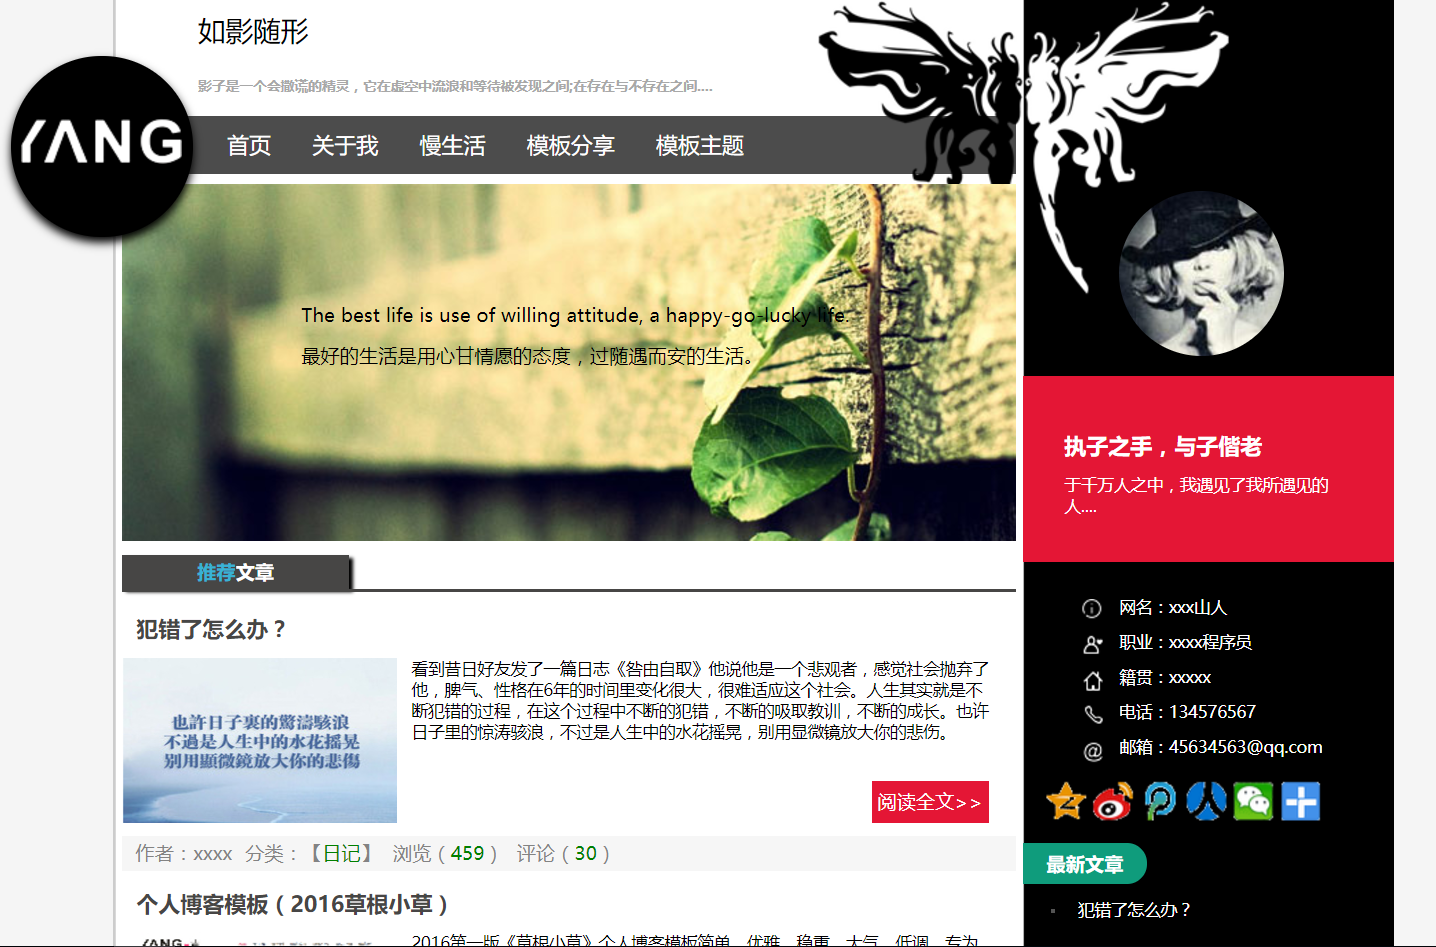 如影随形
影子是一个会撒谎的精灵，它在虚空中流浪和等待被发现之间;在存在与不存在之间....
YANG
首页 关于我 慢生活 模板分享 模板主题
The best life is use of willing attitude, a happy-go-lucky life.
最好的生活是用心甘情愿的态度，过随遇而安的生活。
推荐文章
犯错了怎么办？
也許日子裏的驚濤駭浪
不過是人生中的水花摇晃
别用顯微鏡放大你的悲傷
看到昔日好友发了一篇日志《咎由自取》他说他是一个悲观者，感觉社会抛弃了
他，脾气、性格在6年的时间里变化很大，很难适应这个社会。人生其实就是不
断犯错的过程，在这个过程中不断的犯错，不断的吸取教训，不断的成长。也许
日子里的惊涛骇浪，不过是人生中的水花摇晃，别用显微镜放大你的悲伤。
阅读全文>>
作者：xxxx 分类：【日记】 浏览（459） 评论（30）
个人博客模板（2016草根小草）
YANG
2016第一版《草根小草》个人博客模板简单、优雅、稳重、大气、低调。专为
执子之手，与子偕老
于千万人之中，我遇见了我所遇见的
人....
网名：xxx山人
职业：xxxx程序员
籍贯：xxxxx
电话：134576567
邮箱：45634563@qq.com
最新文章
犯错了怎么办？